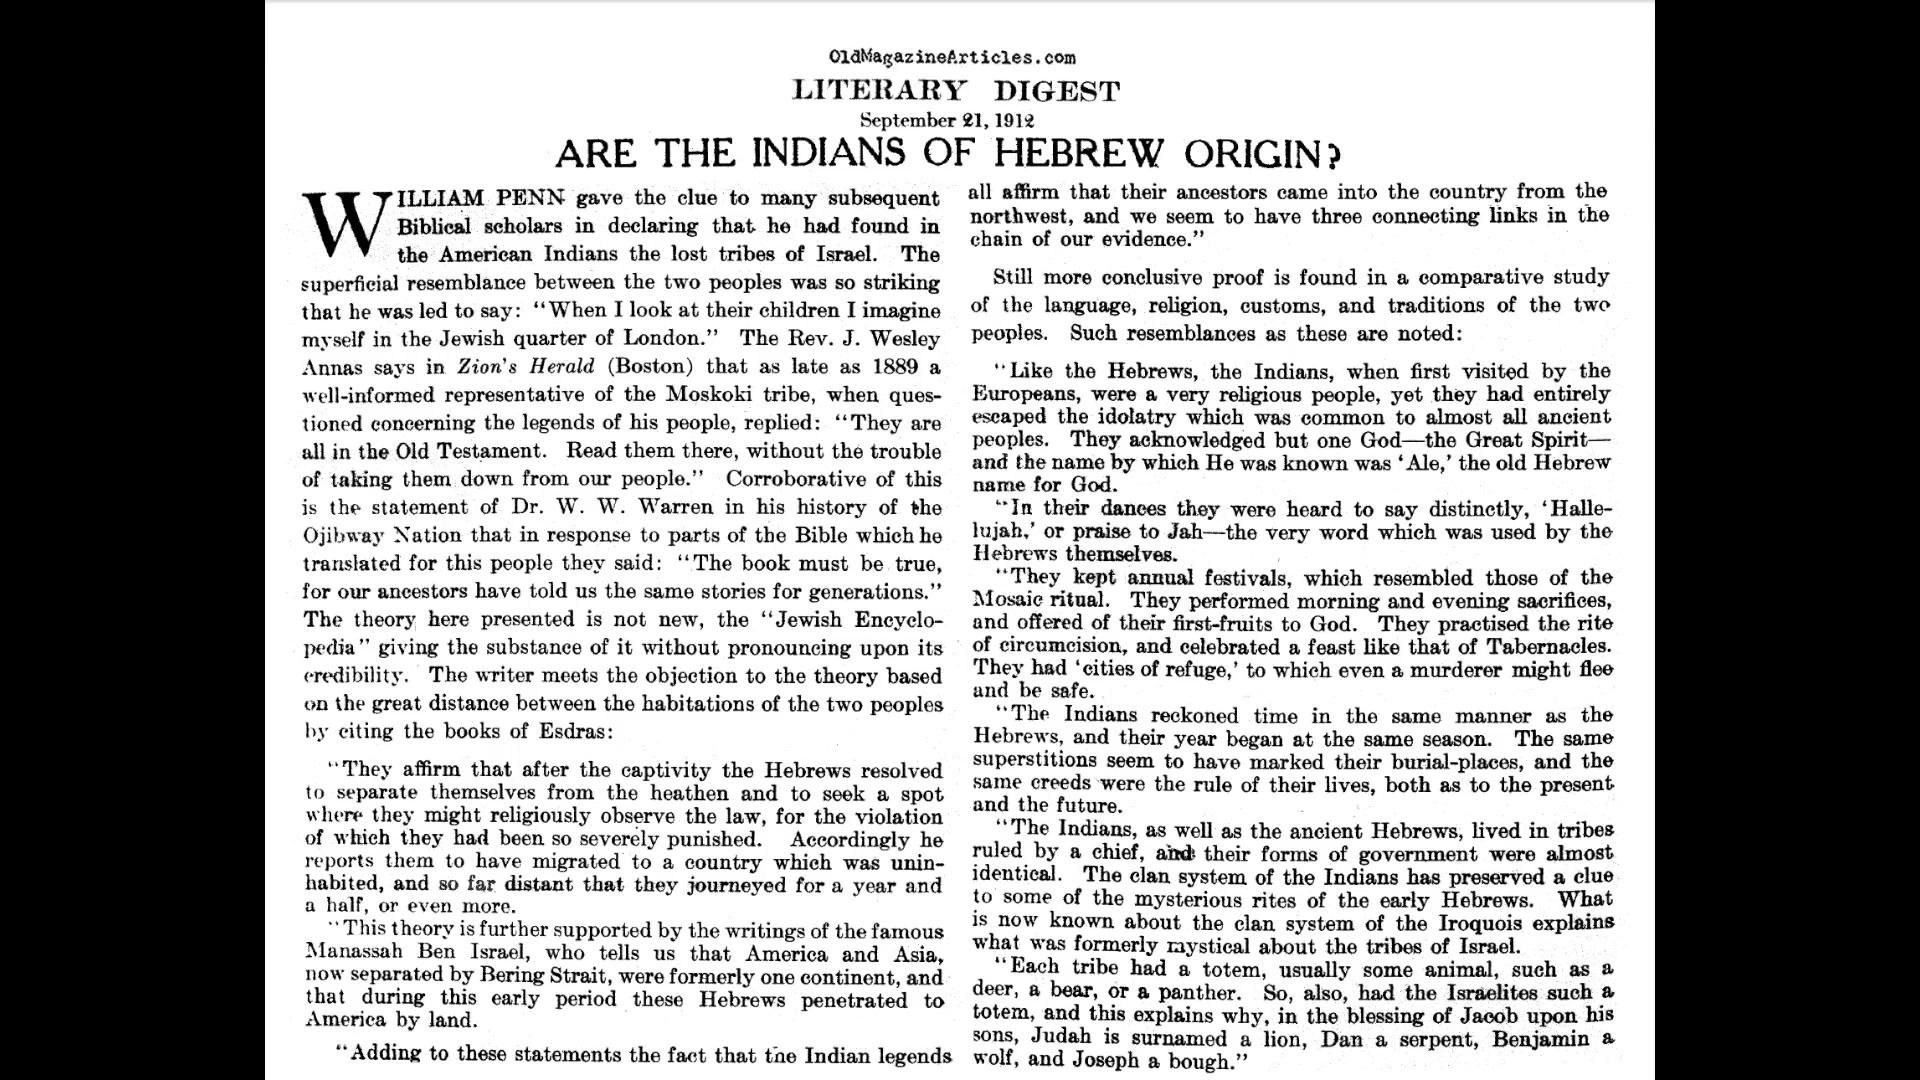 OldMagazineArticles.com
LITERARY DIGEST
September 21, 1912
ARE THE INDIANS OF HEBREW ORIGIN?
WILLIAM PENN gave the clue to many subsequent
Biblical scholars in declaring that he had found in
the American Indians the lost tribes of Israel. The
superficial resemblance between the two peoples was so striking
that he was led to say: "When I look at their children I imagine
myself in the Jewish quarter of London." The Rev. J. Wesley
Annas says in Zion's Herald (Boston) that as late as 1889 a
well-informed representative of the Moskoki tribe, when ques-
tioned concerning the legends of his people, replied: "They are
all in the Old Testament. Read them there, without the trouble
of taking them down from our people." Corroborative of this
is the statement of Dr. W. W. Warren in his history of the
Ojibway Nation that in response to parts of the Bible which he
translated for this people they said: "The book must be true,
for our ancestors have told us the same stories for generations."
The theory here presented is not new, the "Jewish Encyclo-
pedia" giving the substance of it without pronouncing upon its
credibility. The writer meets the objection to the theory based
on the great distance between the habitations of the two peoples
by citing the books of Esdras:
"They affirm that after the captivity the Hebrews resolved
to separate themselves from the heathen and to seek a spot
where they might religiously observe the law, for the violation
of which they had been so severely punished. Accordingly he
reports them to have migrated to a country which was unin-
habited, and so far distant that they journeyed for a year and
a half, or even more.
"This theory is further supported by the writings of the famous
Manassah Ben Israel, who tells us that America and Asia,
now separated by Bering Strait, were formerly one continent, and
that during this early period these Hebrews penetrated to
America by land.
"Adding to these statements the fact that the Indian legends
all affirm that their ancestors came into the country from the
northwest, and we seem to have three connecting links in the
chain of our evidence."
Still more conclusive proof is found in a comparative study
of the language, religion, customs, and traditions of the two
peoples. Such resemblances as these are noted:
"Like the Hebrews, the Indians, when first visited by the
Europeans, were a very religious people, yet they had entirely
escaped the idolatry which was common to almost all ancient
peoples. They acknowledged but one God—the Great Spirit—
and the name by which He was known was 'Ale,' the old Hebrew
name for God.
"In their dances they were heard to say distinctly, 'Halle-
lujah,' or praise to Jah—the very word which was used by the
Hebrews themselves.
"They kept annual festivals, which resembled those of the
Mosaic ritual. They performed morning and evening sacrifices,
and offered of their first-fruits to God. They practised the rite
of circumcision, and celebrated a feast like that of Tabernacles.
They had 'cities of refuge,' to which even a murderer might flee
and be safe.
"The Indians reckoned time in the same manner as the
Hebrews, and their year began at the same season. The same
superstitions seem to have marked their burial-places, and the
same creeds were the rule of their lives, both as to the present
and the future.
"The Indians, as well as the ancient Hebrews, lived in tribes
ruled by a chief, and their forms of government were almost
identical. The clan system of the Indians has preserved a clue
to some of the mysterious rites of the early Hebrews. What
is now known about the clan system of the Iroquois explains
what was formerly mystical about the tribes of Israel.
"Each tribe had a totem, usually some animal, such as a
deer, a bear, or a panther. So, also, had the Israelites such a
totem, and this explains why, in the blessing of Jacob upon his
sons, Judah is surnamed a lion, Dan a serpent, Benjamin a
wolf, and Joseph a bough."